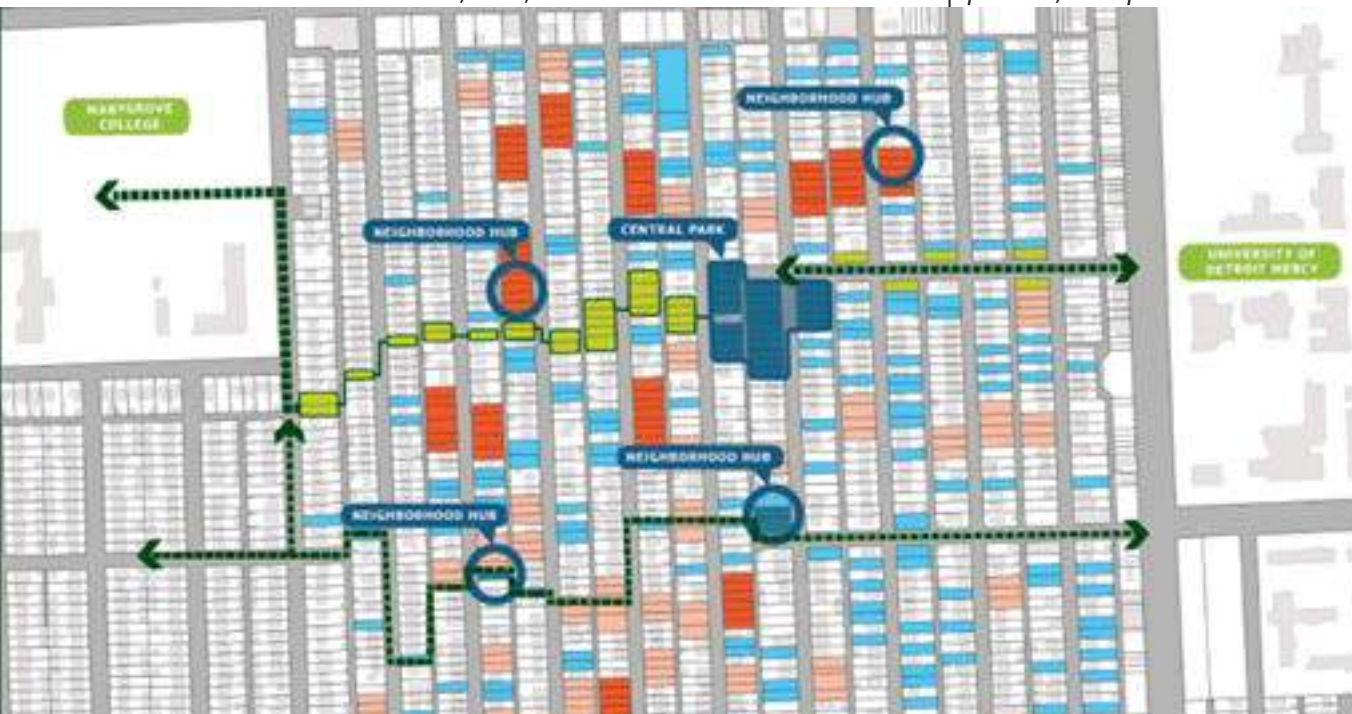 MARYGROVE
COLLEGE
NEIGHBORHOOD HUB
NEIGHBORHOOD HUB
CENTRAL PARK
UNIVERSITY OF
DETROIT MERCY
NEIGHBORHOOD HUB
NEIGHBORHOOD HUB